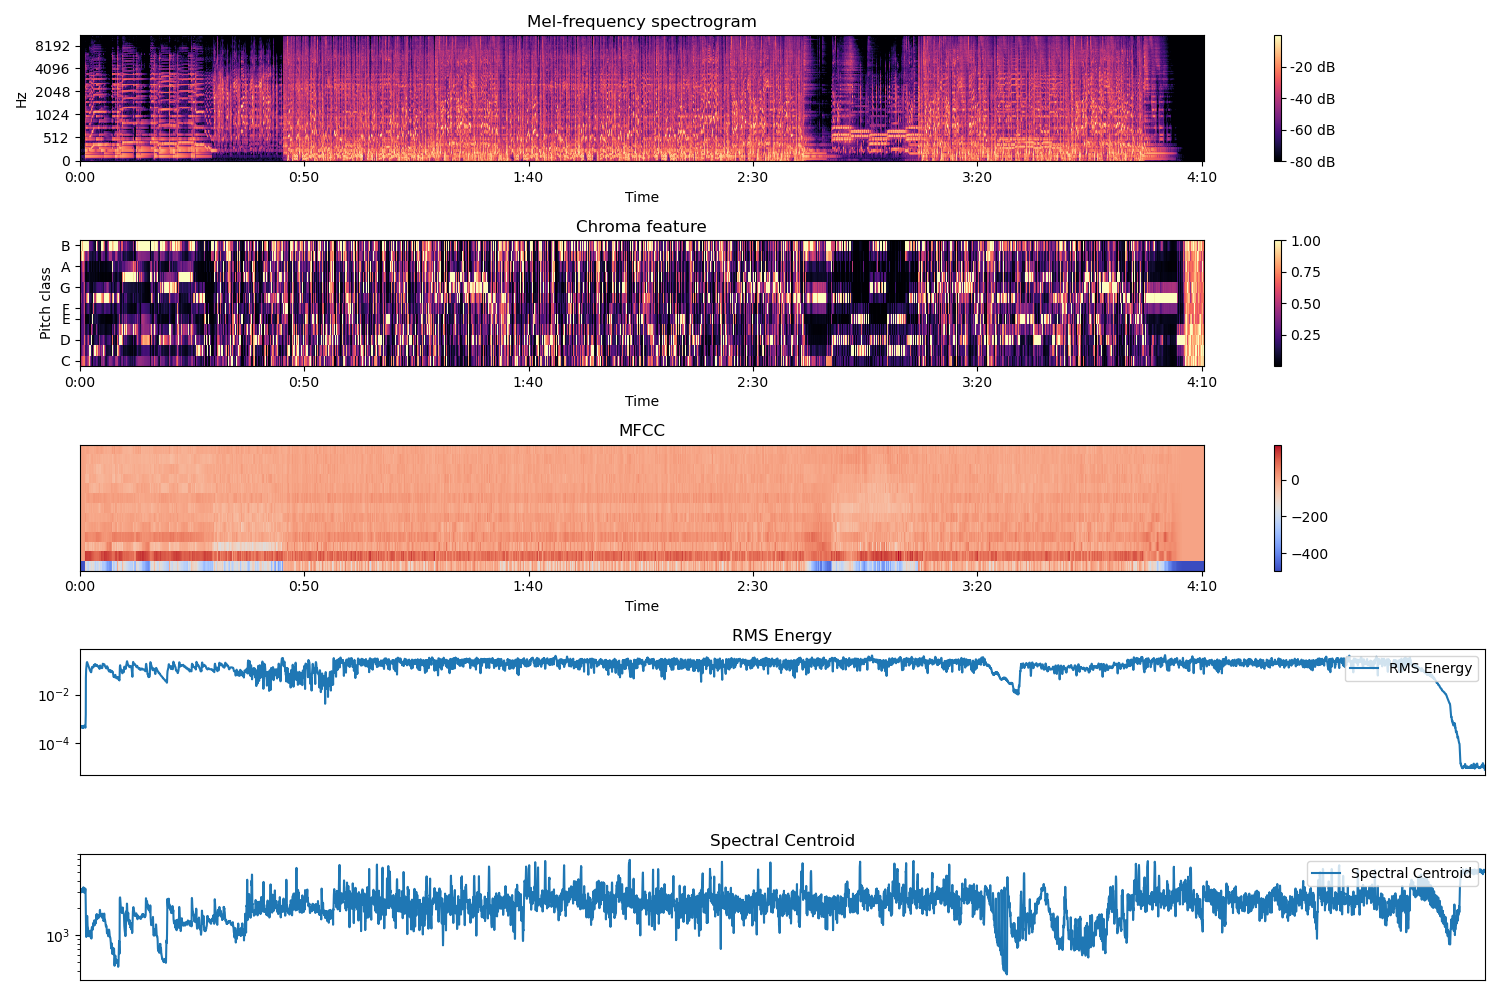 Mel-frequency spectrogram
Hz
8192
4096
2048
1024
512
0
0:00 0:50 1:40 2:30 3:20 4:10
Time
-20 dB
-40 dB
-60 dB
-80 dB
Chroma feature
Pitch class
B
A
G
F
E
D
C
0:00 0:50 1:40 2:30 3:20 4:10
Time
1.00
0.75
0.50
0.25
MFCC
0:00 0:50 1:40 2:30 3:20 4:10
Time
0
−200
−400
RMS Energy
10⁻²
10⁻⁴
RMS Energy
Spectral Centroid
10³
Spectral Centroid